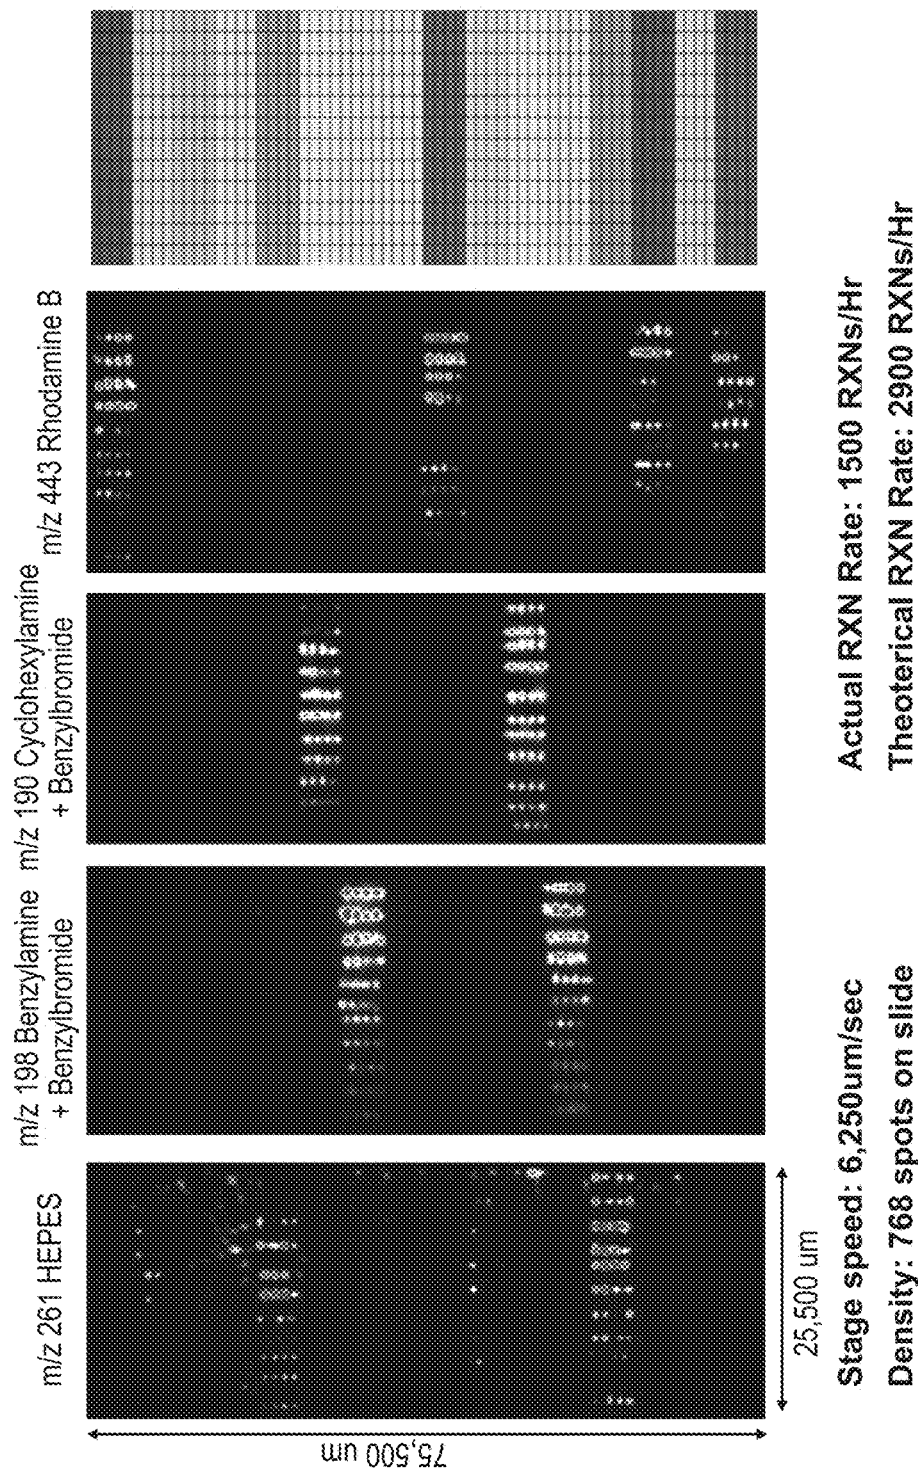 m/z 261 HEPES
m/z 198 Benzylamine
+ Benzylbromide
m/z 190 Cyclohexylamine
+ Benzylbromide
m/z 443 Rhodamine B
75,500 um
25,500 um
Stage speed: 6,250um/sec
Density: 768 spots on slide
Actual RXN Rate: 1500 RXNs/Hr
Theoterical RXN Rate: 2900 RXNs/Hr